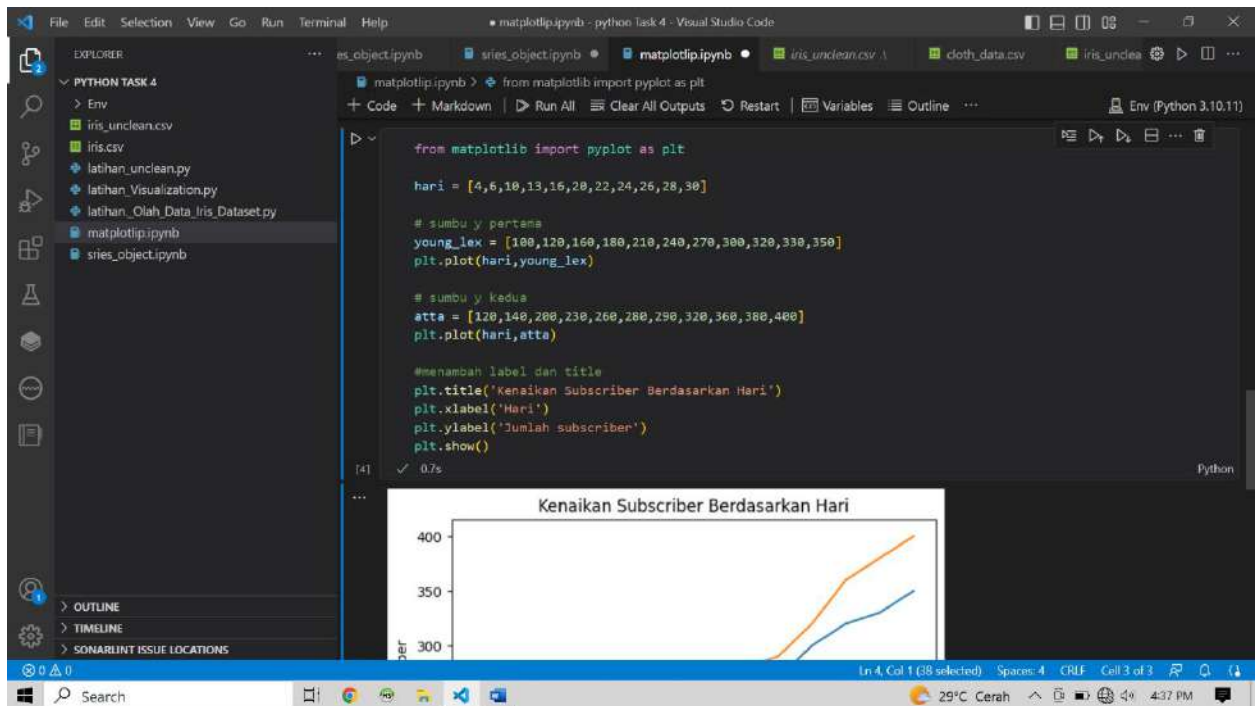 File Edit Selection View Go Run Terminal Help
● matplotlip.ipynb - python Task 4 - Visual Studio Code
EXPLORER
es_object.ipynb
sries_object.ipynb ●
matplotlip.ipynb ●
iris_unclean.csv
cloth_data.csv
iris_unclea
PYTHON TASK 4
> Env
iris_unclean.csv
iris.csv
latihan_unclean.py
latihan_Visualization.py
latihan._Olah_Data_Iris_Dataset.py
matplotlip.ipynb
sries_object.ipynb
matplotlip.ipynb > from matplotlib import pyplot as plt
+ Code + Markdown | Run All Clear All Outputs Restart | Variables Outline ···
Env (Python 3.10.11)
from matplotlib import pyplot as plt
hari = [4,6,10,13,16,20,22,24,26,28,30]
# sumbu y pertama
young_lex = [100,120,160,180,210,240,270,300,320,330,350]
plt.plot(hari,young_lex)
# sumbu y kedua
atta = [120,140,200,230,260,280,290,320,360,380,400]
plt.plot(hari,atta)
#menambah label dan title
plt.title('Kenaikan Subscriber Berdasarkan Hari')
plt.xlabel('Hari')
plt.ylabel('Jumlah subscriber')
plt.show()
[4] ✓ 0.7s
Python
Kenaikan Subscriber Berdasarkan Hari
400
350
300
ber
> OUTLINE
> TIMELINE
> SONARLINT ISSUE LOCATIONS
0 0
Ln 4, Col 1 (38 selected) Spaces: 4 CRLF Cell 3 of 3
Search
29°C Cerah
4:37 PM